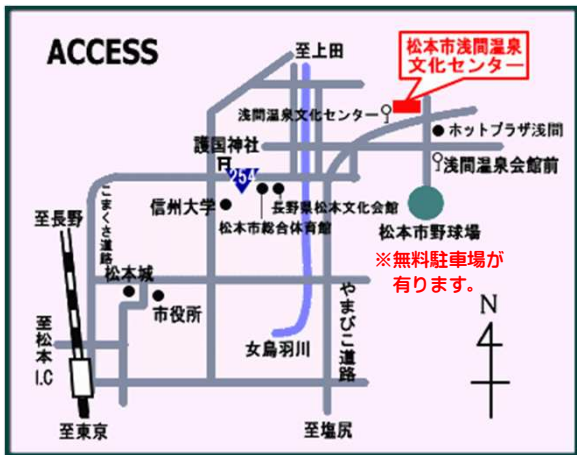 ACCESS
至上田
松本市浅間温泉
文化センター
浅間温泉文化センター
ホットプラザ浅間
護国神社
浅間温泉会館前
254
信州大学
長野県松本文化会館
松本市総合体育館
松本市野球場
こまくさ道路
至長野
※無料駐車場が
有ります。
松本城
市役所
やまびこ道路
N
至松本I.C
女鳥羽川
至東京
至塩尻